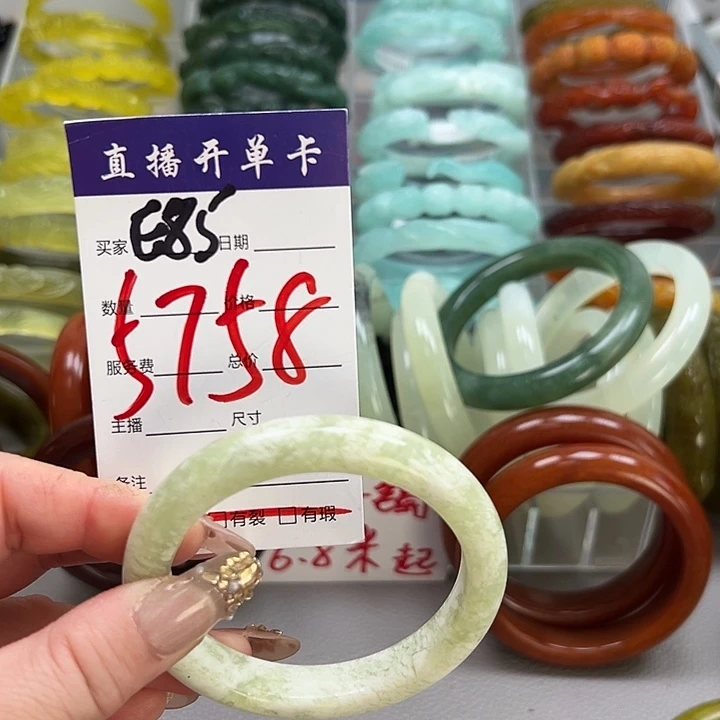 直播开单卡
买家 E85 日期
数量 价格
5758
服务费 总价
主播 尺寸
备注
有裂 □有瑕
6.8米起